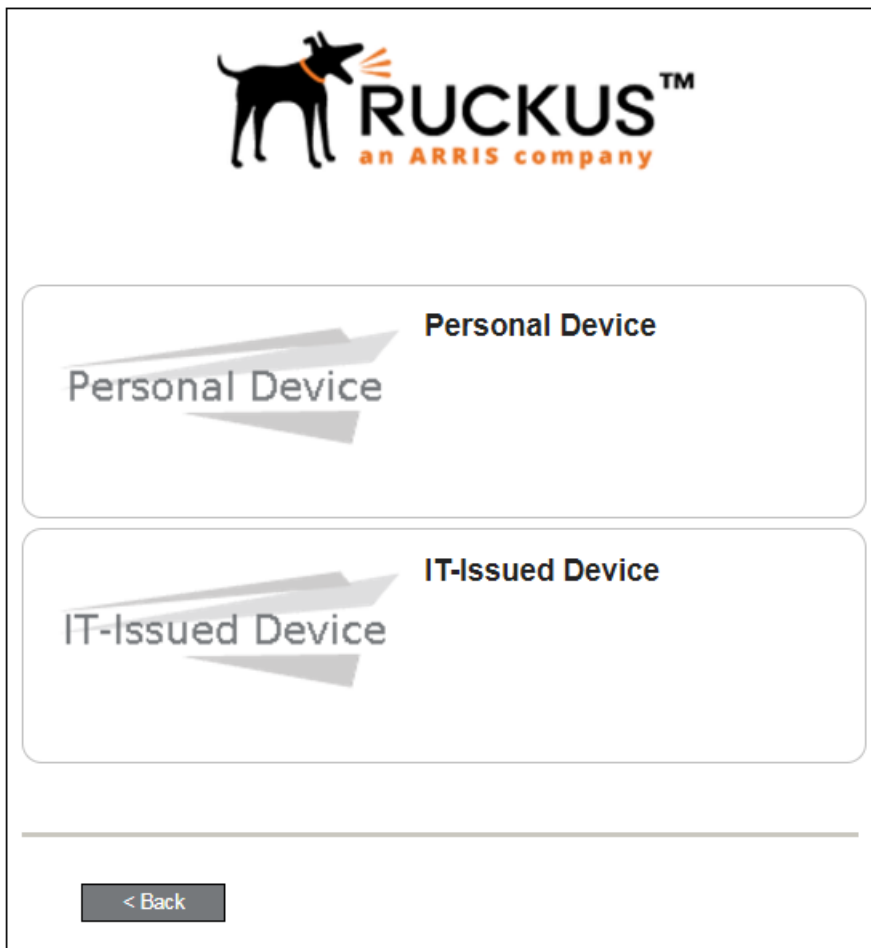 RUCKUS™
an ARRIS company
Personal Device
Personal Device
IT-Issued Device
IT-Issued Device
< Back